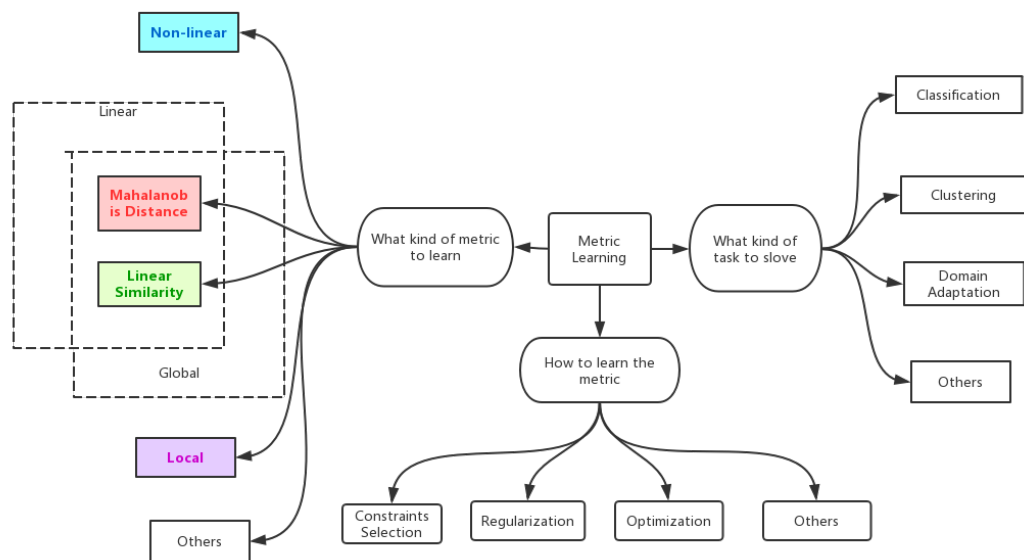 Non-linear
Linear
Mahalanob
is Distance
Linear
Similarity
Global
Local
Others
What kind of metric
to learn
Metric
Learning
What kind of
task to slove
How to learn the
metric
Classification
Clustering
Domain
Adaptation
Others
Constraints
Selection
Regularization
Optimization
Others